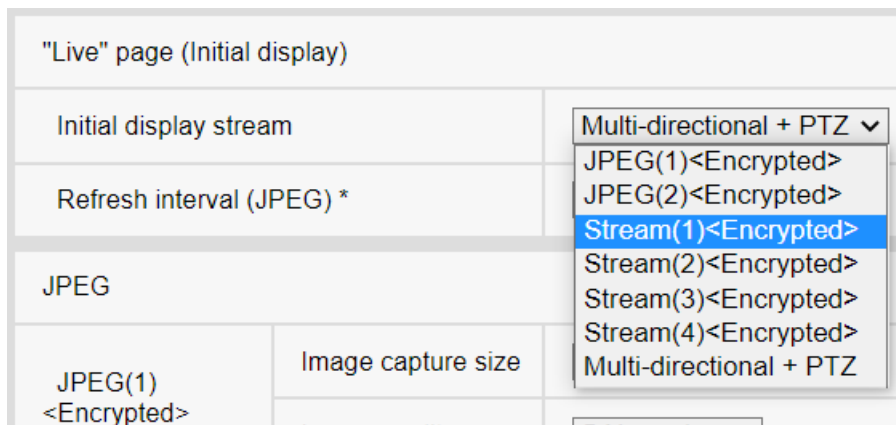 "Live" page (Initial display)
Initial display stream
Multi-directional + PTZ
JPEG(1)<Encrypted>
JPEG(2)<Encrypted>
Stream(1)<Encrypted>
Stream(2)<Encrypted>
Stream(3)<Encrypted>
Stream(4)<Encrypted>
Multi-directional + PTZ
Refresh interval (JPEG) *
JPEG
JPEG(1)
<Encrypted>
Image capture size